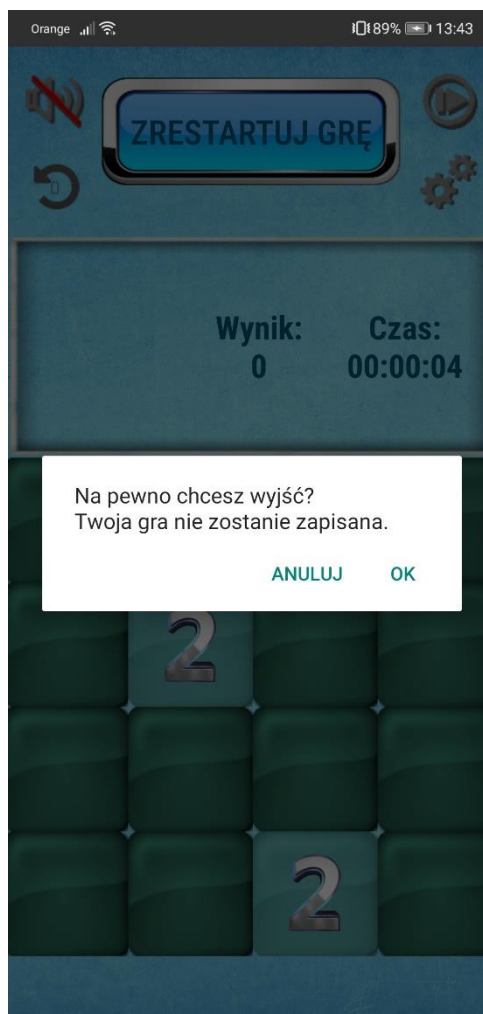 Orange 89% 13:43
ZRESTARTUJ GRĘ
0
Wynik: Czas:
0 00:00:04
Na pewno chcesz wyjść?
Twoja gra nie zostanie zapisana.
ANULUJ OK
2
2